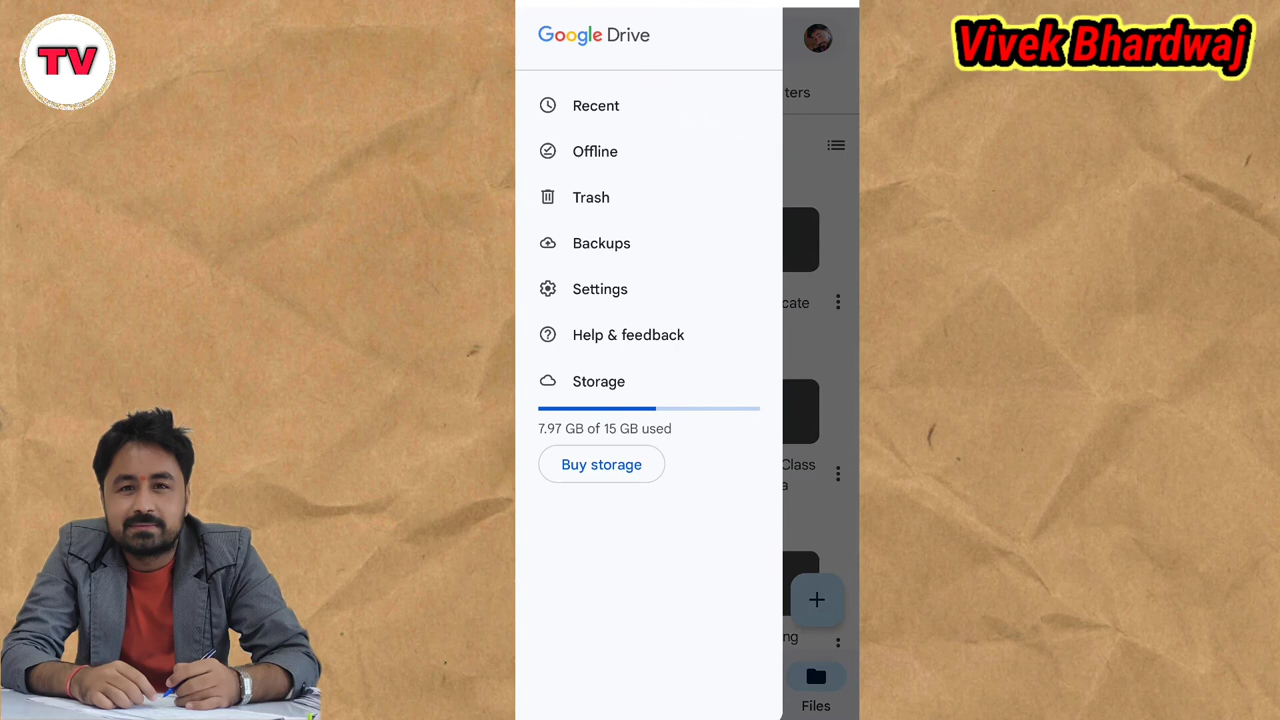 TV
Vivek Bhardwaj
Google Drive
ters
Recent
Offline
Trash
Backups
Settings
cate
Help & feedback
Storage
7.97 GB of 15 GB used
Buy storage
Class
a
ng
Files